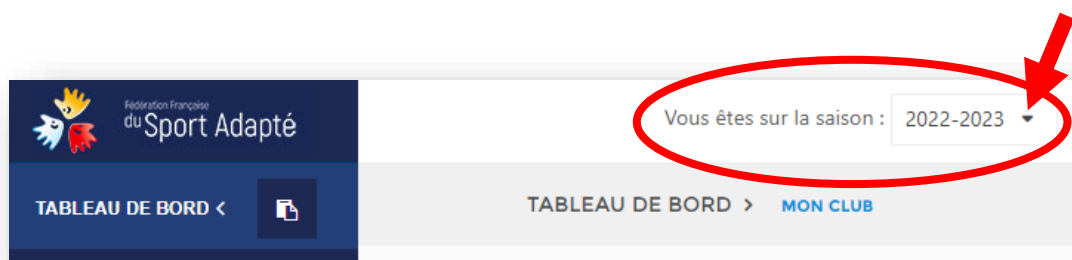 Fédération Française
du Sport Adapté
Vous êtes sur la saison : 2022-2023
TABLEAU DE BORD <
TABLEAU DE BORD > MON CLUB